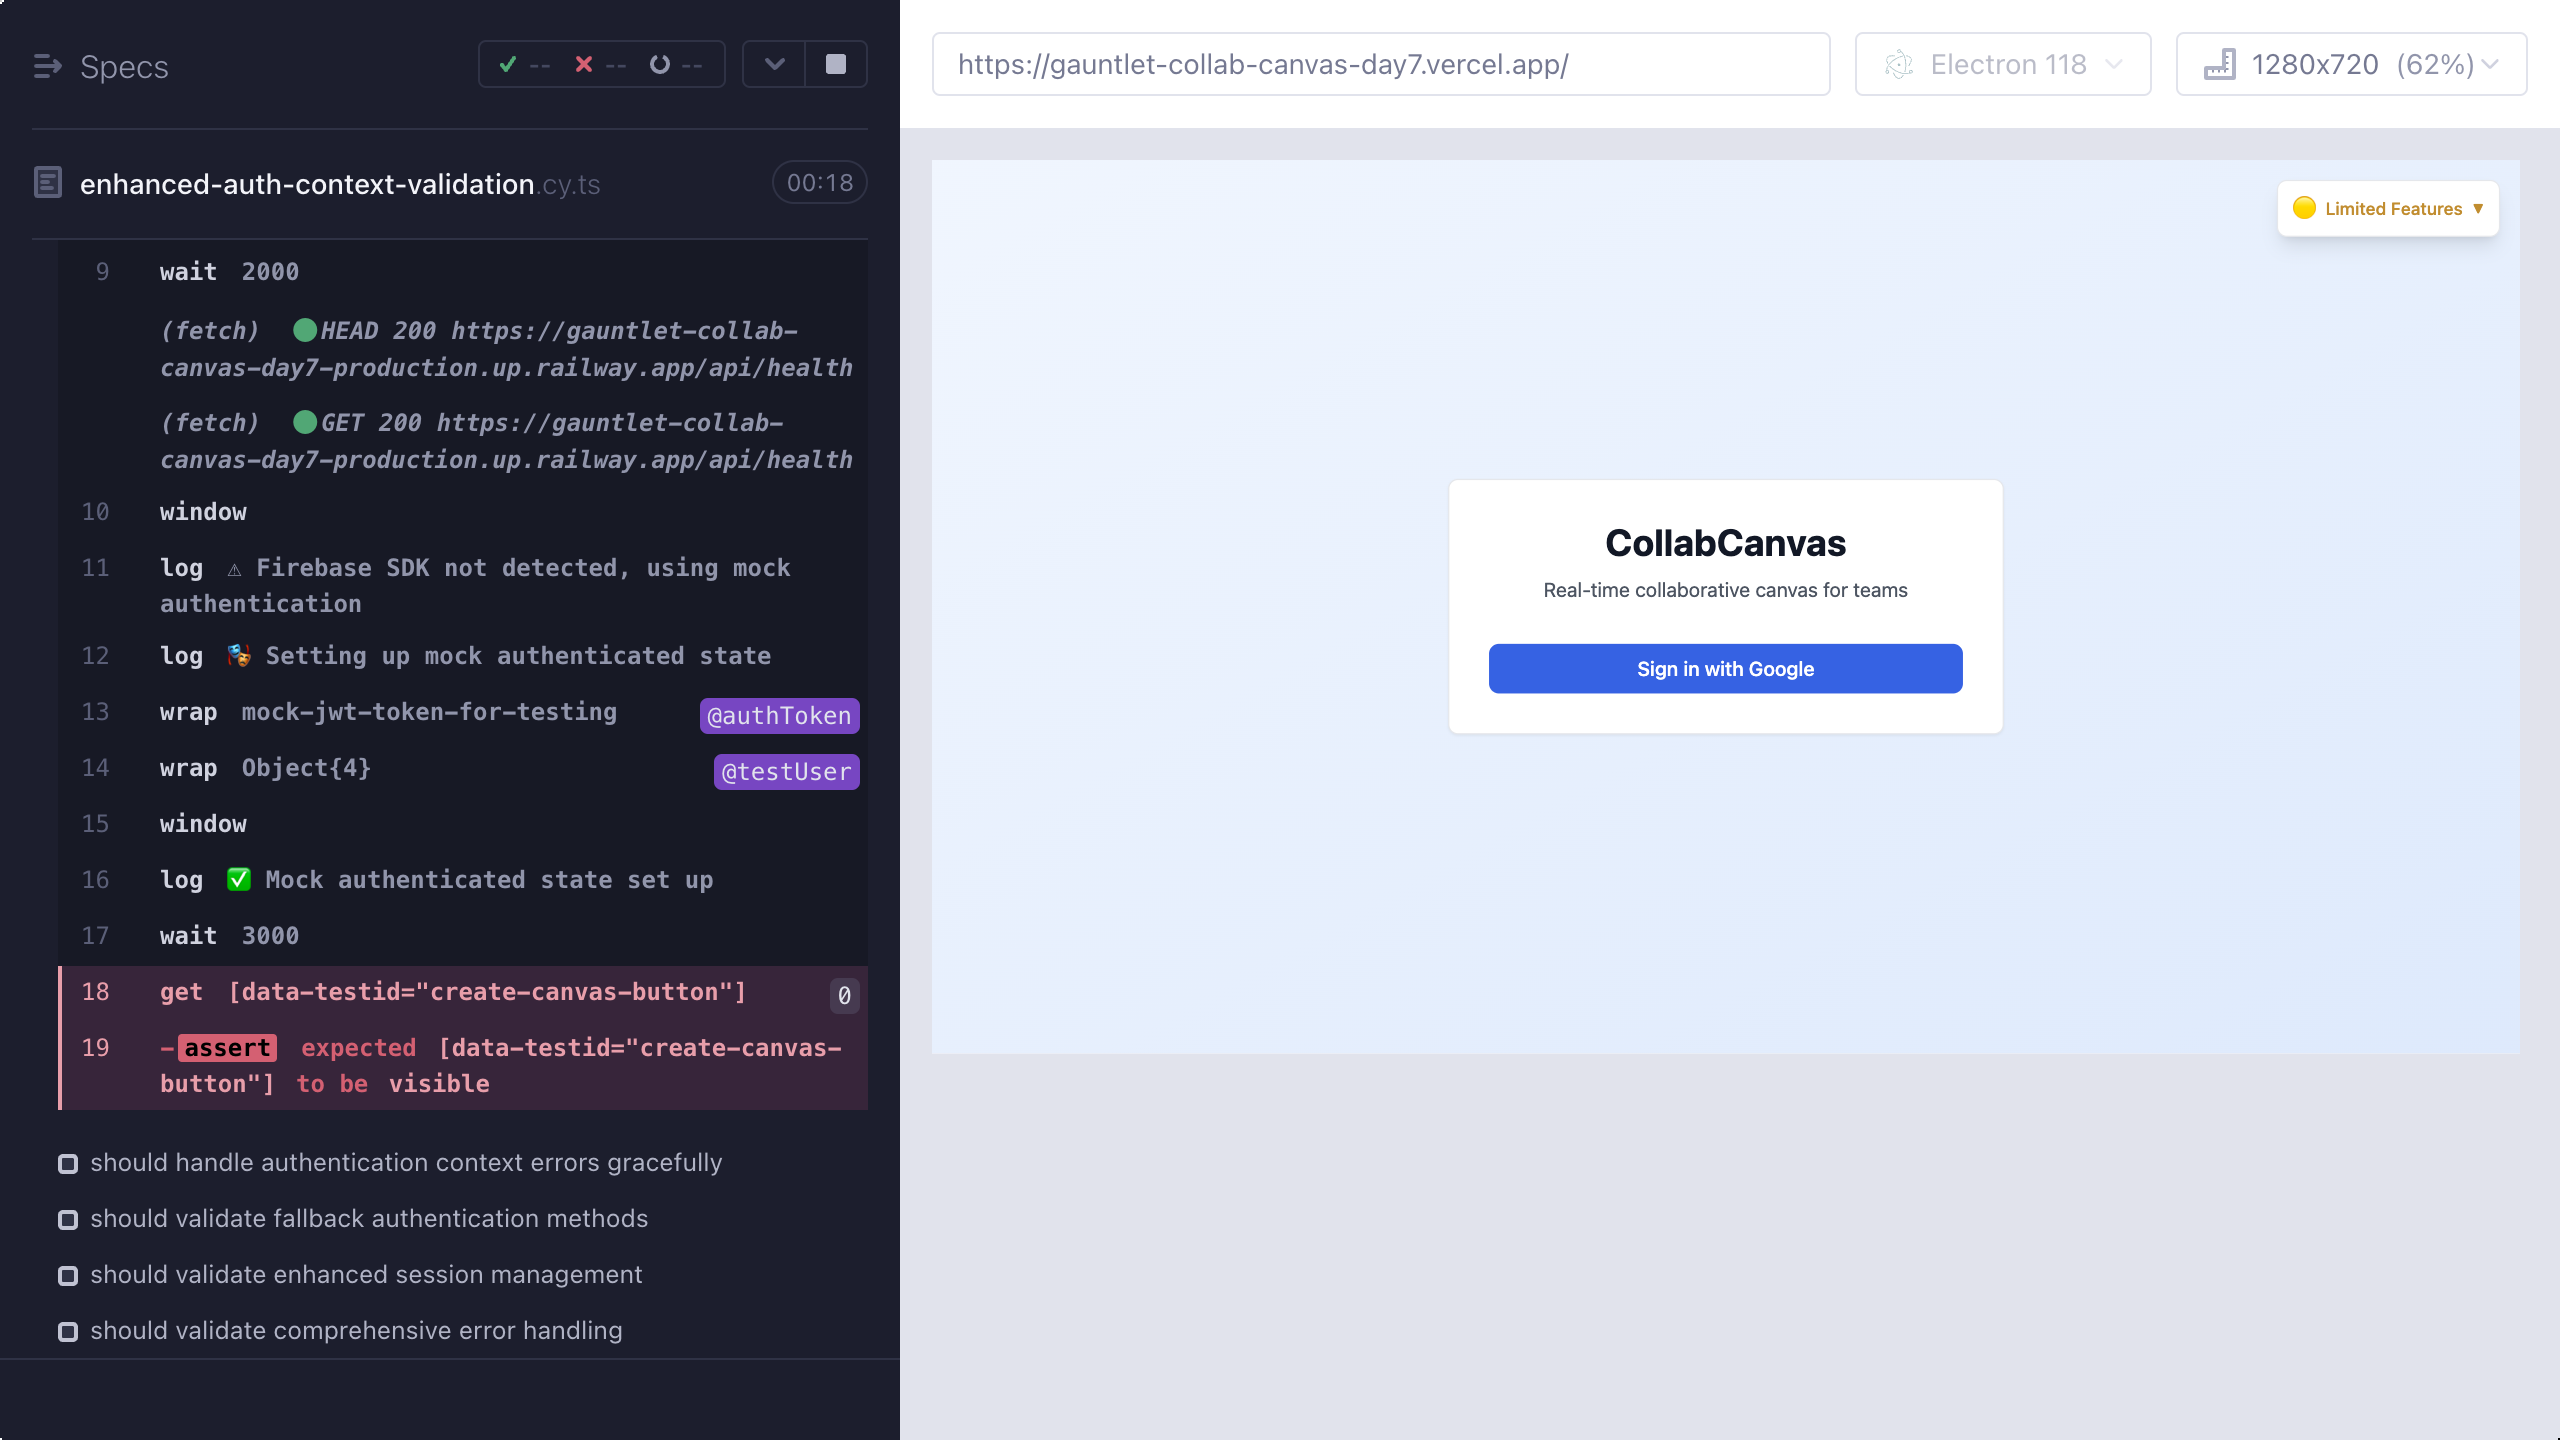 Specs
-- -- --
enhanced-auth-context-validation.cy.ts
00:18
9 wait 2000
(fetch) HEAD 200 https://gauntlet-collab-
canvas-day7-production.up.railway.app/api/health
(fetch) GET 200 https://gauntlet-collab-
canvas-day7-production.up.railway.app/api/health
10 window
11 log ⚠ Firebase SDK not detected, using mock
authentication
12 log 🎭 Setting up mock authenticated state
13 wrap mock-jwt-token-for-testing @authToken
14 wrap Object{4} @testUser
15 window
16 log ✅ Mock authenticated state set up
17 wait 3000
18 get [data-testid="create-canvas-button"] 0
19 -assert expected [data-testid="create-canvas-
button"] to be visible
should handle authentication context errors gracefully
should validate fallback authentication methods
should validate enhanced session management
should validate comprehensive error handling
https://gauntlet-collab-canvas-day7.vercel.app/
Electron 118
1280x720 (62%)
🟡 Limited Features ▼
CollabCanvas
Real-time collaborative canvas for teams
Sign in with Google